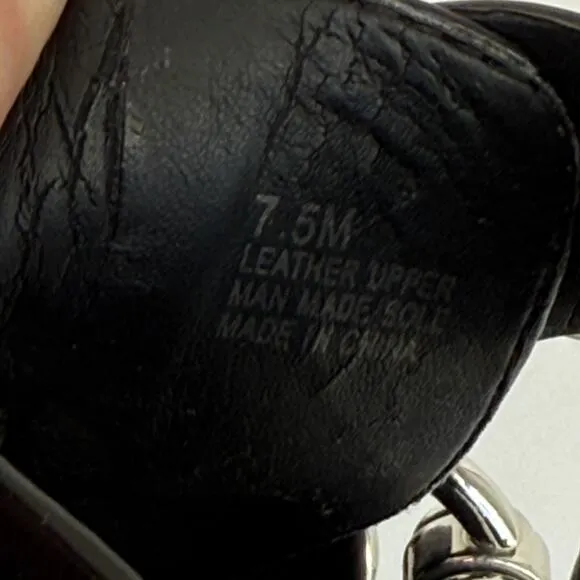 7.5M
LEATHER UPPER
MAN MADE SOLE
MADE IN CHINA